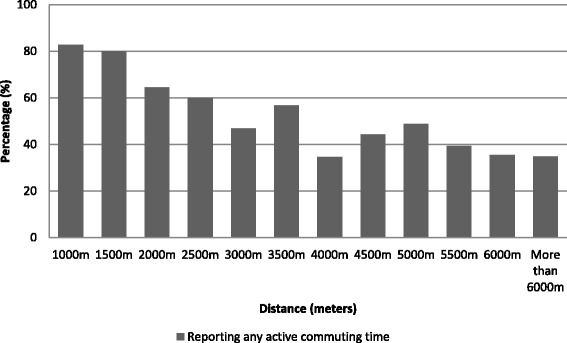 100
80
60
40
20
0
Percentage (%)
1000m 1500m 2000m 2500m 3000m 3500m 4000m 4500m 5000m 5500m 6000m More
than
6000m
Distance (meters)
Reporting any active commuting time